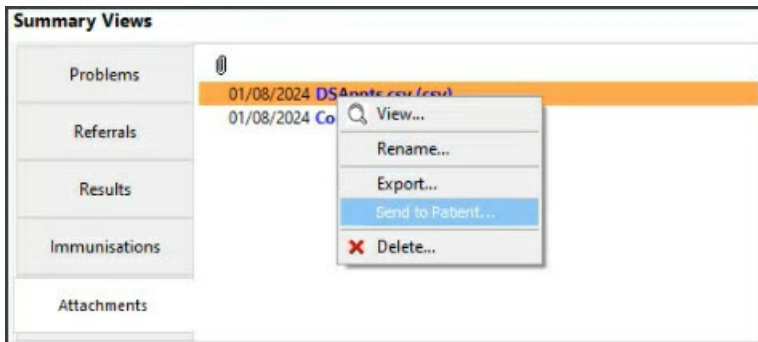 Summary Views
Problems
Referrals
Results
Immunisations
Attachments
01/08/2024 DSAppts.csv (csv)
01/08/2024 Co
View...
Rename...
Export...
Send to Patient...
Delete...